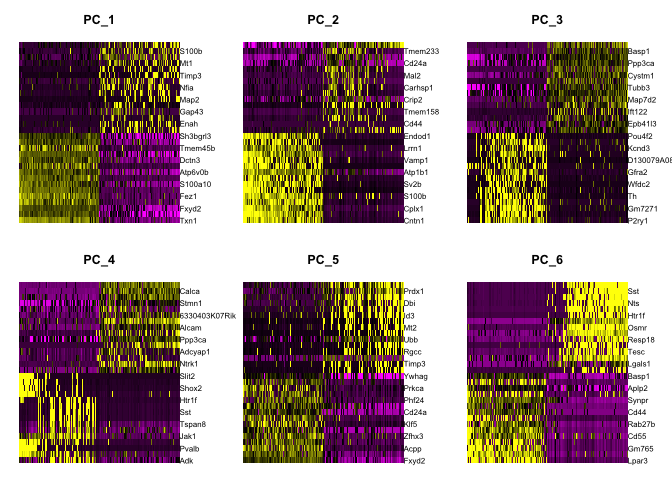 PC_1
S100b
Mt1
Timp3
Nfia
Map2
Gap43
Enah
Sh3bgrl3
Tmem45b
Dctn3
Atp6v0b
S100a10
Fez1
Fxyd2
Txn1
PC_2
Tmem233
Cd24a
Mal2
Carhsp1
Crip2
Tmem158
Cd44
Endod1
Lrrn1
Vamp1
Atp1b1
Sv2b
S100b
Cplx1
Cntn1
PC_3
Basp1
Ppp3ca
Cystm1
Tubb3
Map7d2
Ift122
Epb41l3
Pou4f2
Kcnd3
D130079A08
Gfra2
Wfdc2
Th
Gm7271
P2ry1
PC_4
Calca
Stmn1
6330403K07Rik
Alcam
Ppp3ca
Adcyap1
Ntrk1
Slit2
Shox2
Htr1f
Sst
Tspan8
Jak1
Pvalb
Adk
PC_5
Prdx1
Dbi
Id3
Mt2
Ubb
Rgcc
Timp3
Ywhag
Prkca
Phf24
Cd24a
Klf5
Zfhx3
Acpp
Fxyd2
PC_6
Sst
Nts
Htr1f
Osmr
Resp18
Tesc
Lgals1
Basp1
Aplp2
Synpr
Cd44
Rab27b
Cd55
Gm765
Lpar3